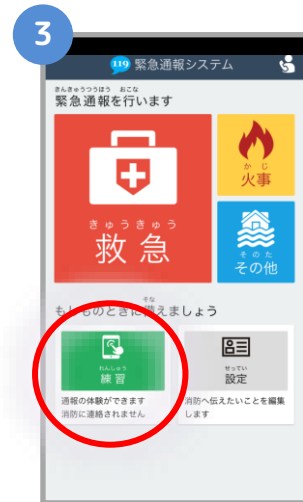 3
119 緊急通報システム
きんきゅうつうほう おこな
緊急通報を行います
きゅうきゅう
救急
かじ
火事
そのた
その他
そな
もしものときに備えましょう
れんしゅう
練習
通報の体験ができます
消防に連絡されません
せってい
設定
消防へ伝えたいことを編集
します